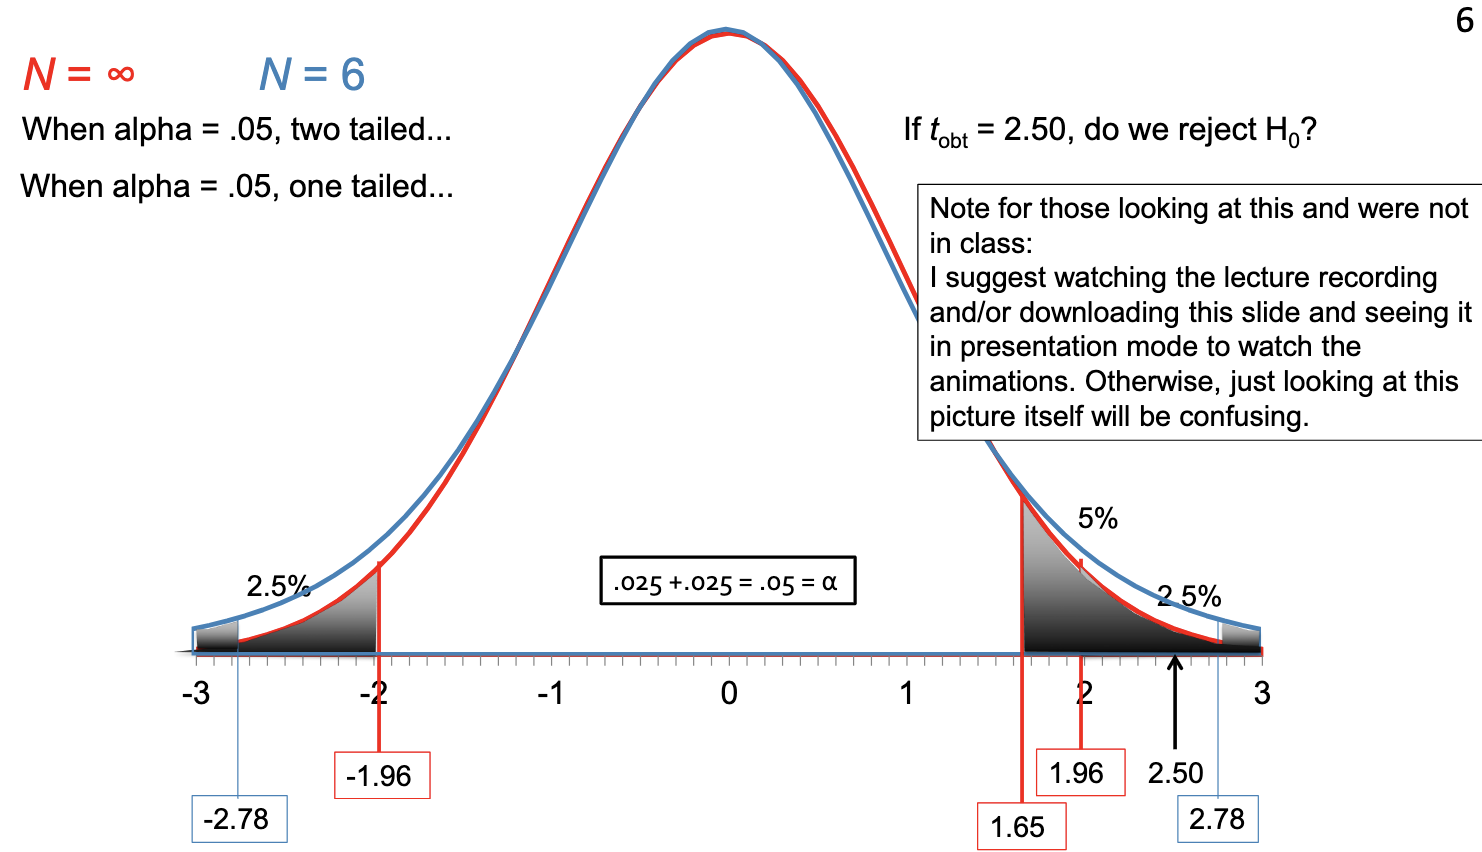 6
N = ∞ N = 6
When alpha = .05, two tailed...
When alpha = .05, one tailed...
If tobt = 2.50, do we reject H0?
Note for those looking at this and were not
in class:
I suggest watching the lecture recording
and/or downloading this slide and seeing it
in presentation mode to watch the
animations. Otherwise, just looking at this
picture itself will be confusing.
5%
2.5% .025 +.025 = .05 = α 2.5%
-3 -2 -1 0 1 2 3
-1.96 1.96 2.50
-2.78 1.65 2.78